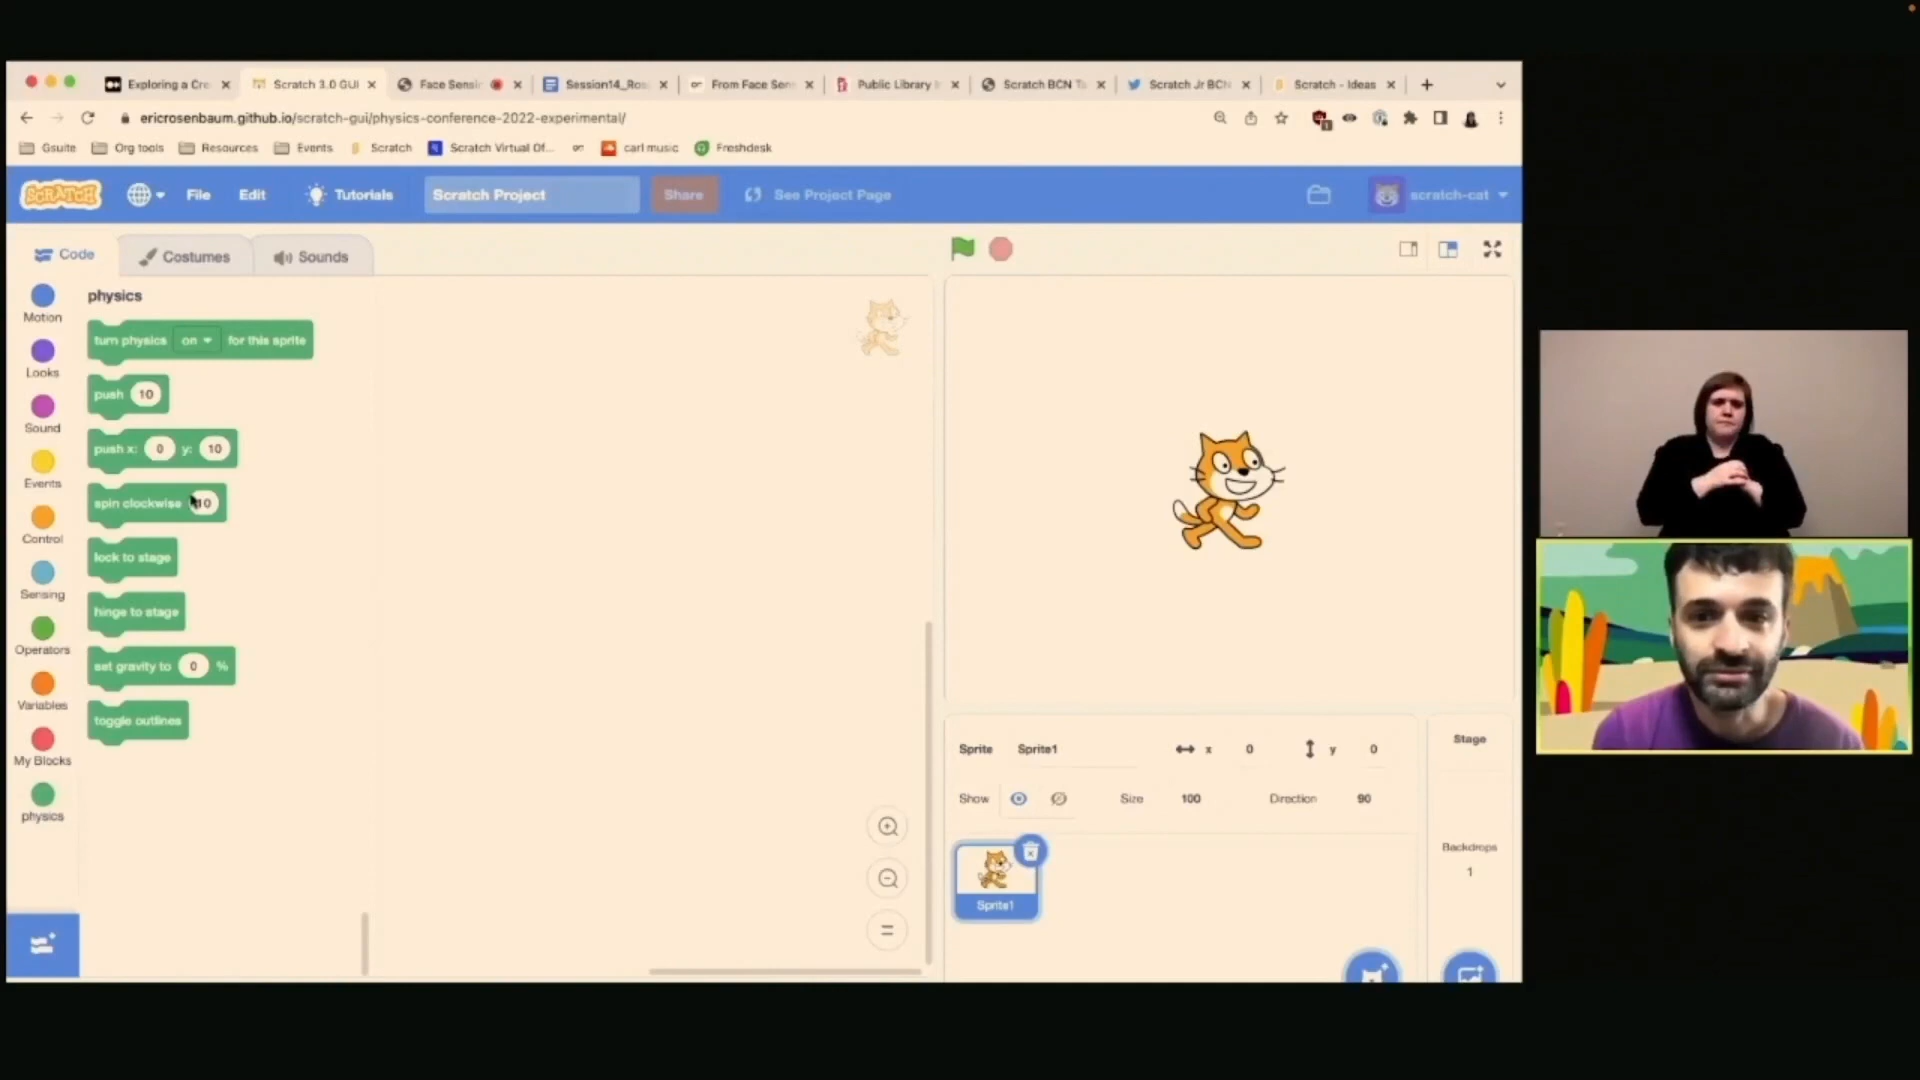 Exploring a Cre
Scratch 3.0 GUI
Face Sensin
Session14_Ros
From Face Sens
Public Library
Scratch BCN
Scratch Jr BCN
Scratch - Ideas
ericrosenbaum.github.io/scratch-gui/physics-conference-2022-experimental/
Gsuite
Org tools
Resources
Events
Scratch
Scratch Virtual Of...
carl music
Freshdesk
SCRATCH
File
Edit
Tutorials
Scratch Project
Share
See Project Page
scratch-cat
Code
Costumes
Sounds
Motion
Looks
Sound
Events
Control
Sensing
Operators
Variables
My Blocks
physics
physics
turn physics on for this sprite
push 10
push x: 0 y: 10
spin clockwise 10
lock to stage
hinge to stage
set gravity to 0 %
toggle outlines
Sprite Sprite1 x 0 y 0
Show Size 100 Direction 90
Sprite1
Stage
Backdrops
1